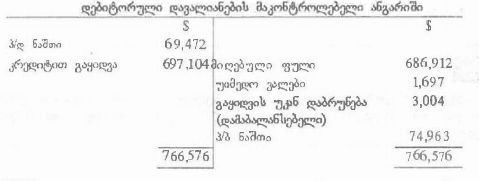 დებიტორული დავალიანების მაკონტროლებელი ანგარიში
$ $
პ/დ ნაშთი 69,472
კრედიტით გაყიდვა 697,104 მიღებული ფული 686,912
უიმედო ვალები 1,697
გაყიდვის უკან დაბრუნება 3,004
(დამაბალანსებელი)
პ/ბ ნაშთი 74,963
766,576 766,576